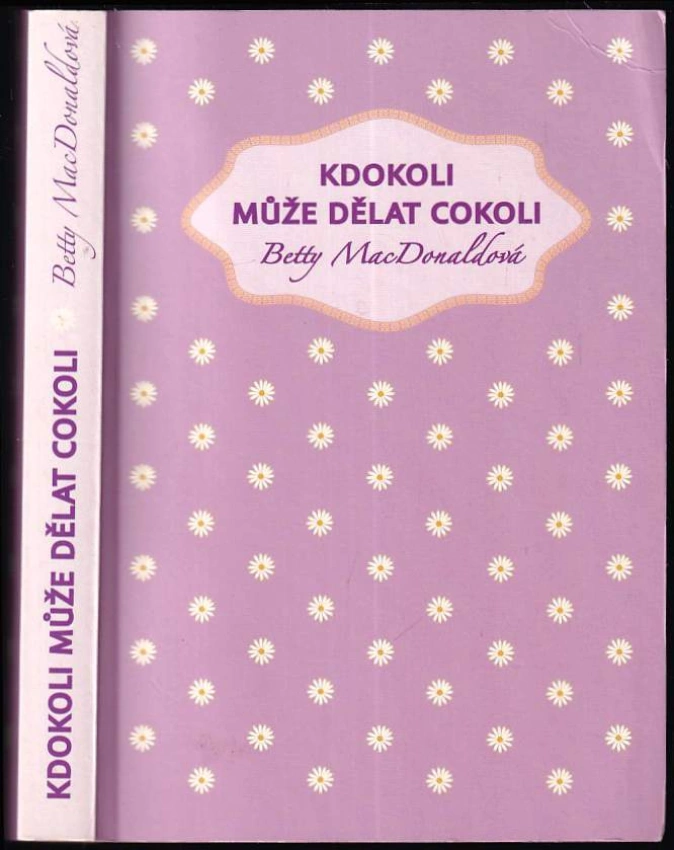 KDOKOLI
MŮŽE DĚLAT COKOLI
Betty MacDonaldová
KDOKOLI MŮŽE DĚLAT COKOLI
Betty MacDonaldová